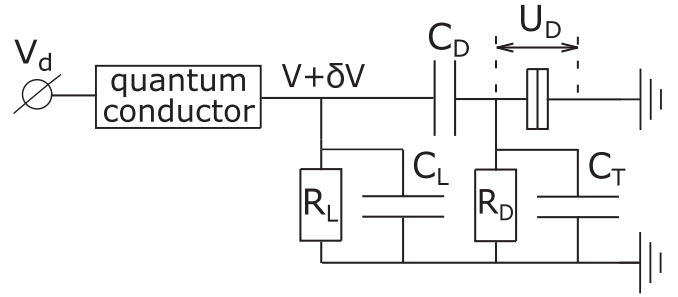 U_D
V_d
C_D
quantum
conductor
V+δV
C_L
C_T
R_L
R_D